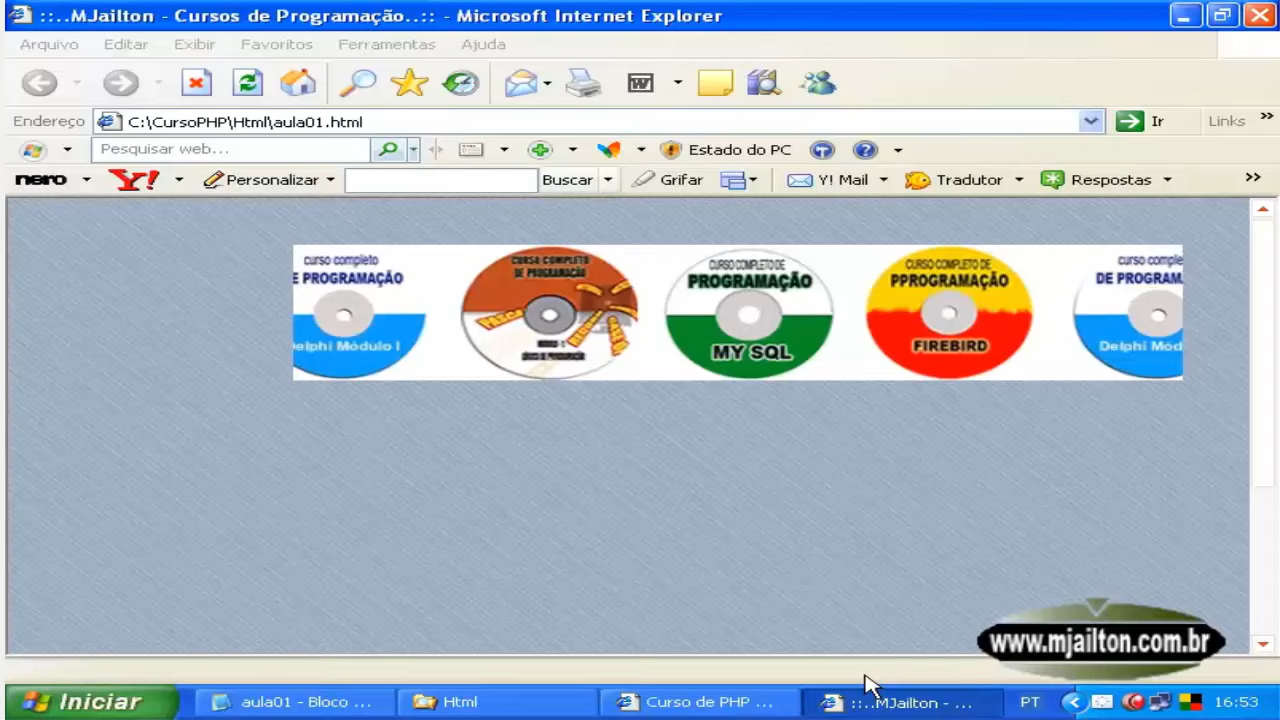 ::..MJailton - Cursos de Programação..:: - Microsoft Internet Explorer
Arquivo Editar Exibir Favoritos Ferramentas Ajuda
Endereço C:\CursoPHP\Html\aula01.html Ir Links »
Pesquisar web... Estado do PC
nero Y! Personalizar Buscar Grifar Y! Mail Tradutor Respostas »
curso completo
E PROGRAMAÇÃO
Delphi Módulo I
CURSO COMPLETO
DE PROGRAMAÇÃO
CURSO COMPLETO DE
PROGRAMAÇÃO
MY SQL
CURSO COMPLETO DE
PPROGRAMAÇÃO
FIREBIRD
curso comple
DE PROGRAM
Delphi Mód
www.mjailton.com.br
Iniciar aula01 - Bloco ... Html Curso de PHP ... ::..MJailton - ... PT 16:53